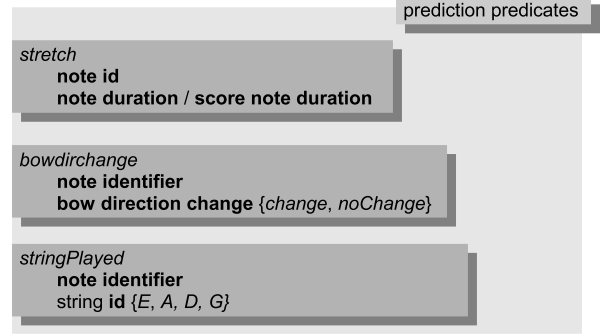 prediction predicates
stretch
note id
note duration / score note duration
bowdirchange
note identifier
bow direction change {change, noChange}
stringPlayed
note identifier
string id {E, A, D, G}